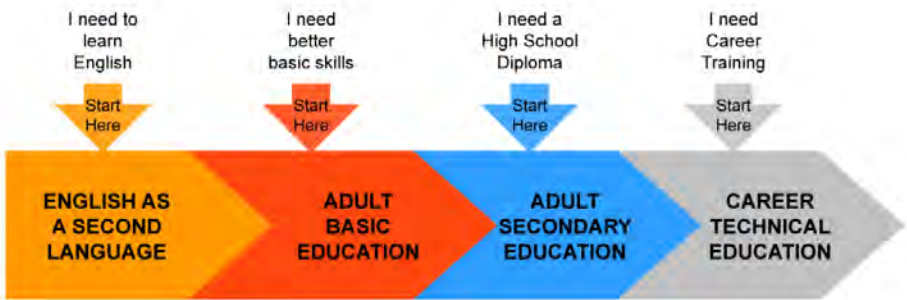 I need to
learn
English
I need
better
basic skills
I need a
High School
Diploma
I need
Career
Training
Start
Here
Start
Here
Start
Here
Start
Here
ENGLISH AS
A SECOND
LANGUAGE
ADULT
BASIC
EDUCATION
ADULT
SECONDARY
EDUCATION
CAREER
TECHNICAL
EDUCATION